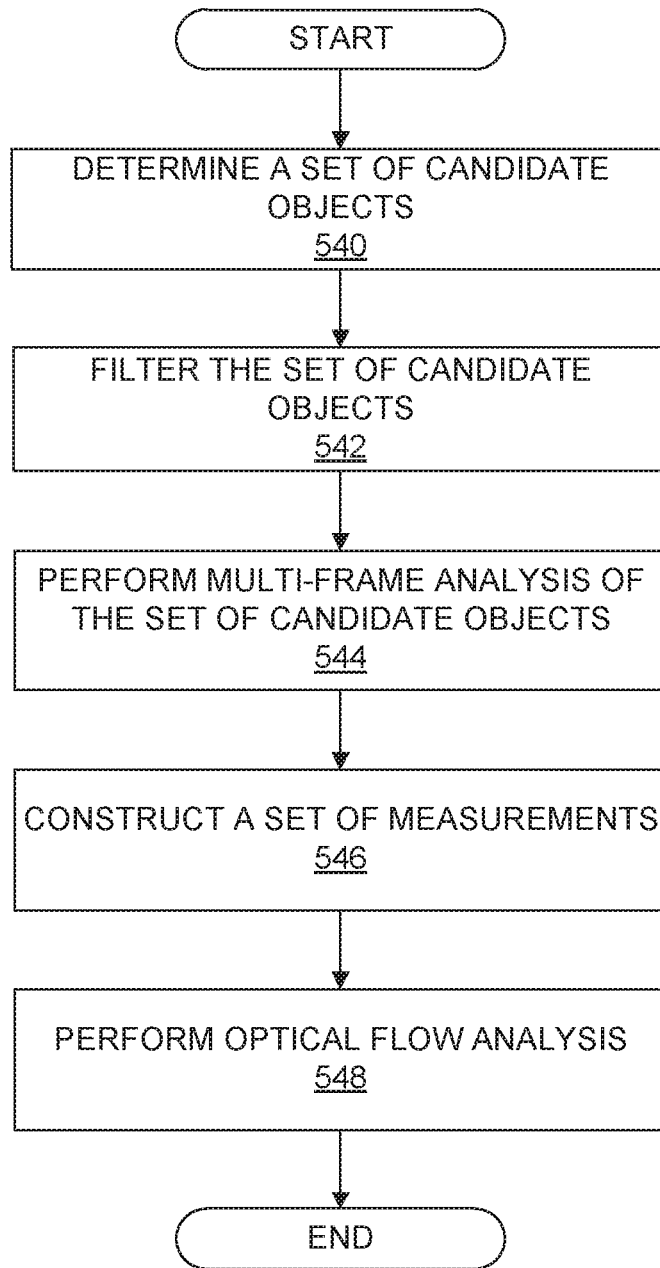 START
DETERMINE A SET OF CANDIDATE
OBJECTS
540
FILTER THE SET OF CANDIDATE
OBJECTS
542
PERFORM MULTI-FRAME ANALYSIS OF
THE SET OF CANDIDATE OBJECTS
544
CONSTRUCT A SET OF MEASUREMENTS
546
PERFORM OPTICAL FLOW ANALYSIS
548
END